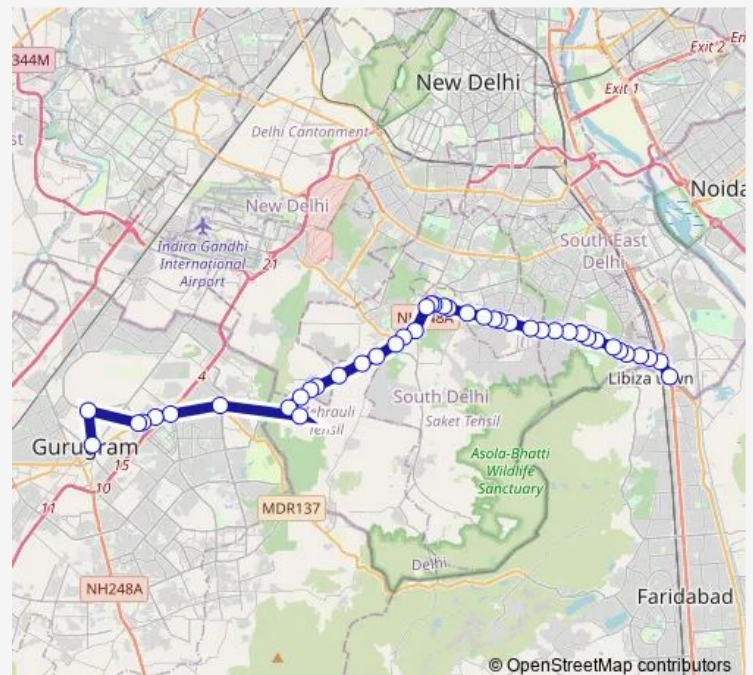 344M
New Delhi
Exit 2
Exit 1
Delhi Cantonment
New Delhi
Noida
Indira Gandhi
International
Airport
21
South East
Delhi
4
South Delhi
Saket Tehsil
Libiza
Gurugram
15
10
11
Asola-Bhatti
Wildlife
Sanctuary
MDR137
Delhi
NH248A
Faridabad
© OpenStreetMap contributors